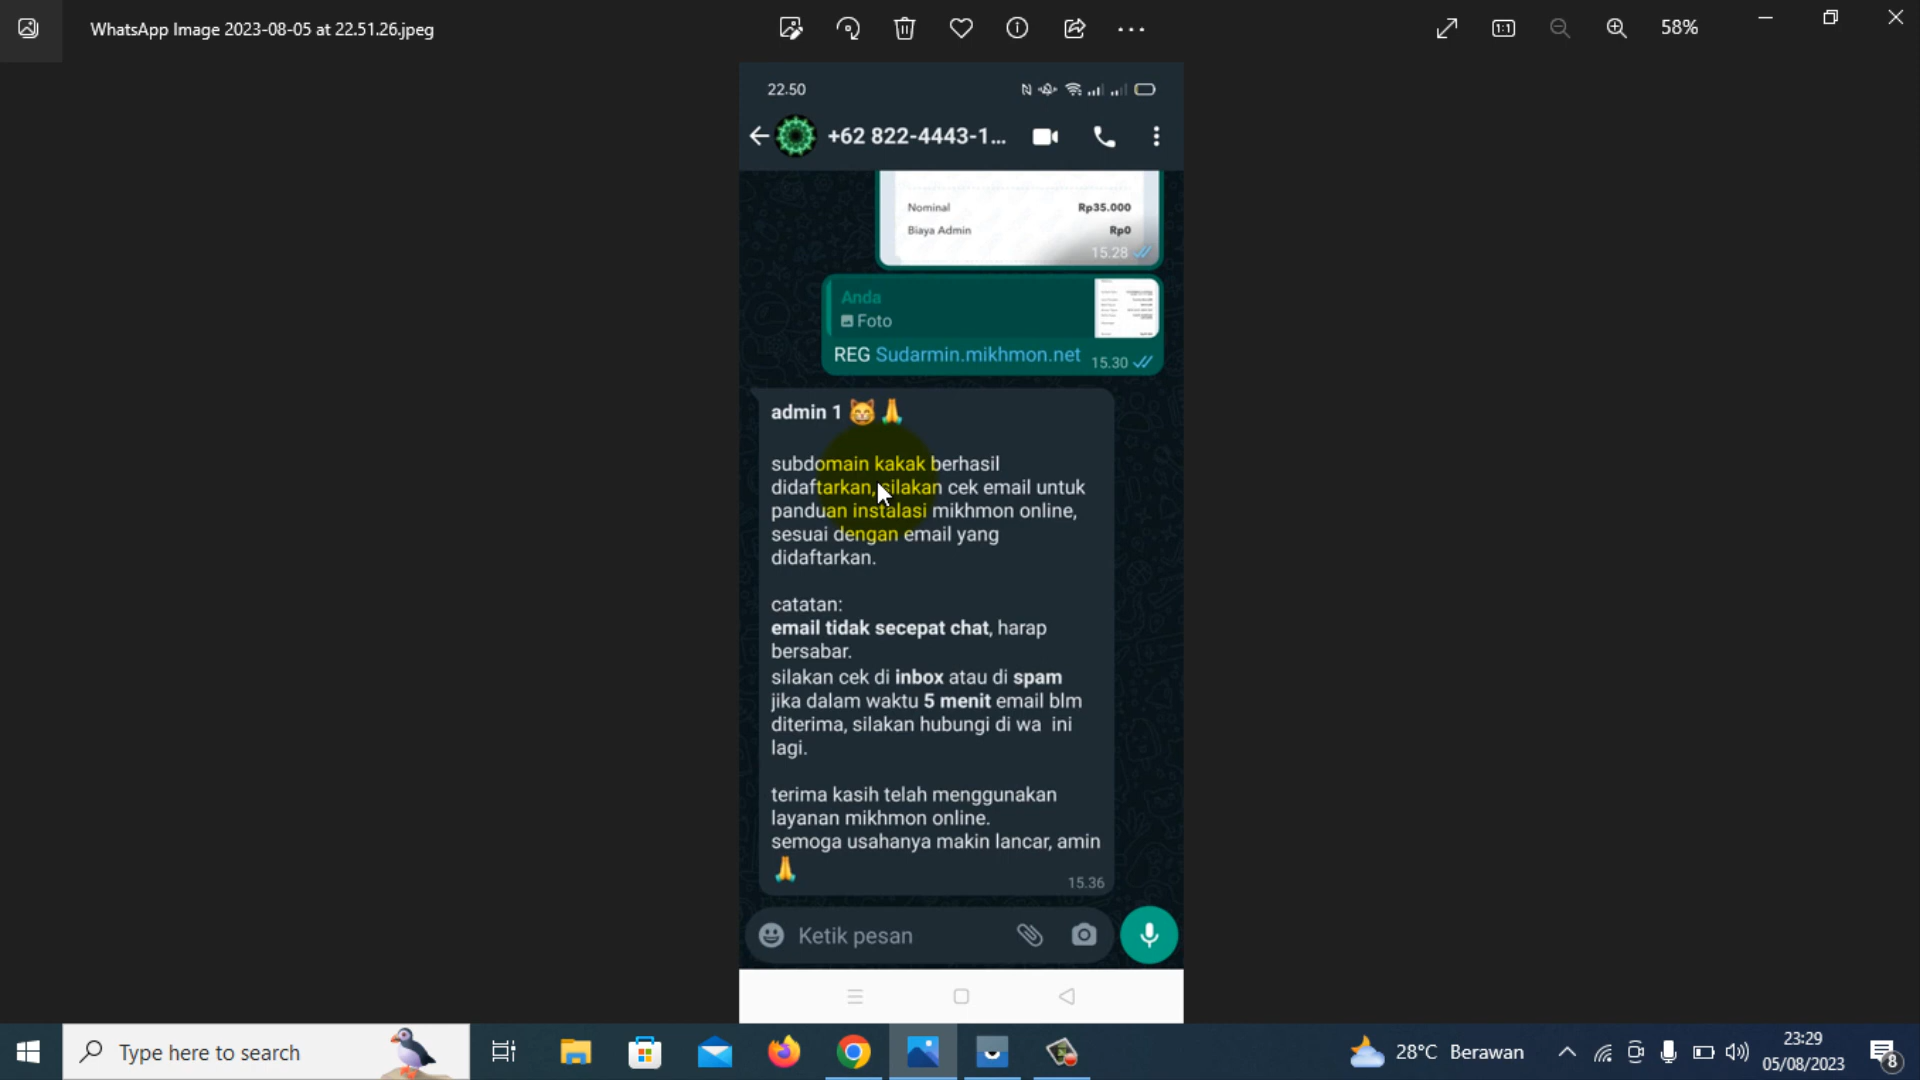 WhatsApp Image 2023-08-05 at 22.51.26.jpeg
1:1
58%
22.50
+62 822-4443-1...
Nominal Rp35.000
Biaya Admin Rp0
15.28
Anda
Foto
REG Sudarmin.mikhmon.net 15.30
admin 1
subdomain kakak berhasil
didaftarkan, silakan cek email untuk
panduan instalasi mikhmon online,
sesuai dengan email yang
didaftarkan.
catatan:
email tidak secepat chat, harap
bersabar.
silakan cek di inbox atau di spam
jika dalam waktu 5 menit email blm
diterima, silakan hubungi di wa ini
lagi.
terima kasih telah menggunakan
layanan mikhmon online.
semoga usahanya makin lancar, amin
15.36
Ketik pesan
Type here to search
28°C Berawan
23:29
05/08/2023
8